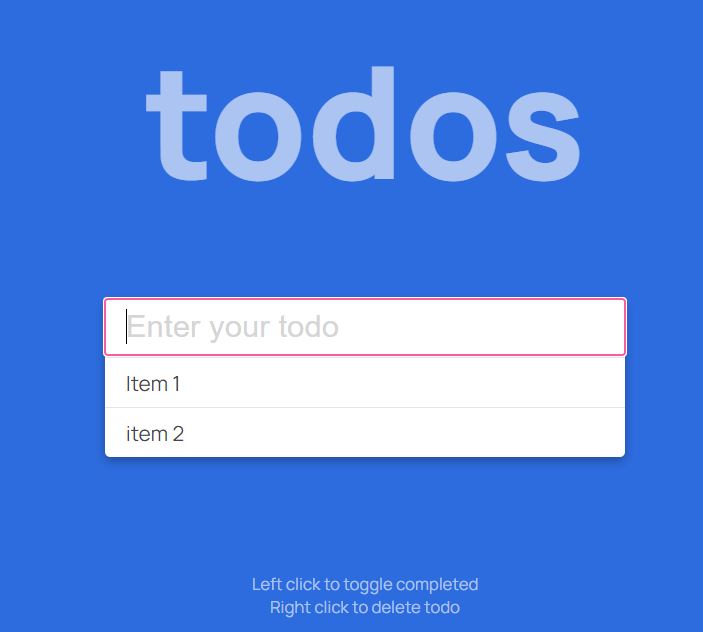 todos
Enter your todo
Item 1
item 2
Left click to toggle completed
Right click to delete todo